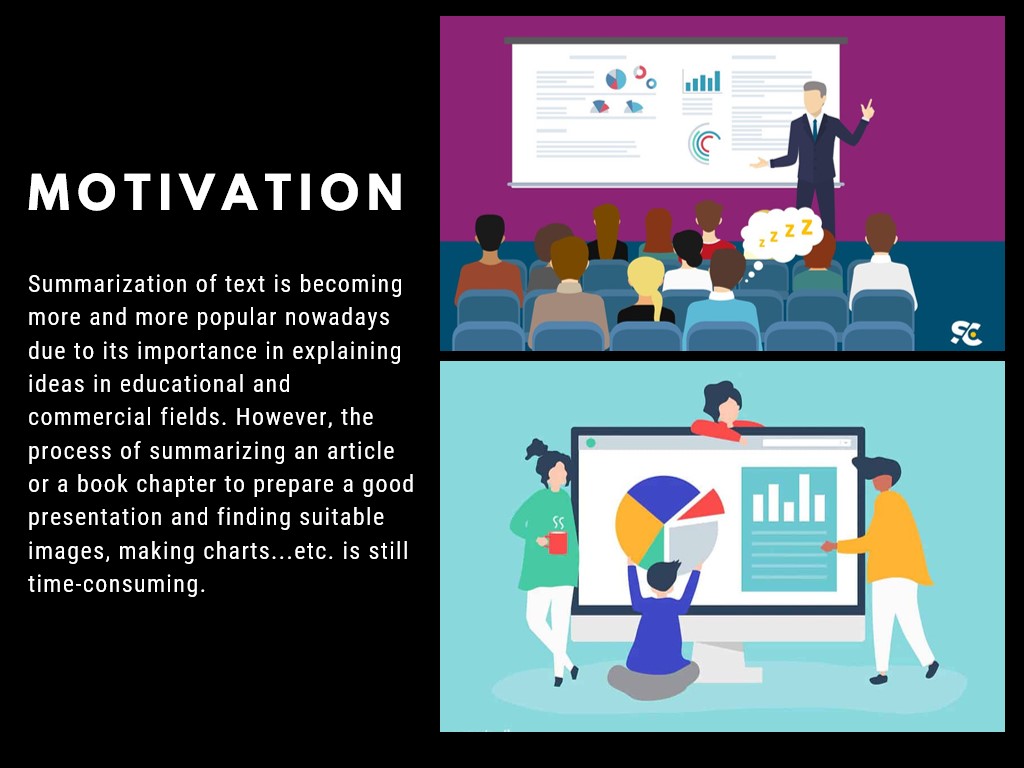 MOTIVATION
Summarization of text is becoming
more and more popular nowadays
due to its importance in explaining
ideas in educational and
commercial fields. However, the
process of summarizing an article
or a book chapter to prepare a good
presentation and finding suitable
images, making charts...etc. is still
time-consuming.
z z z z
SC